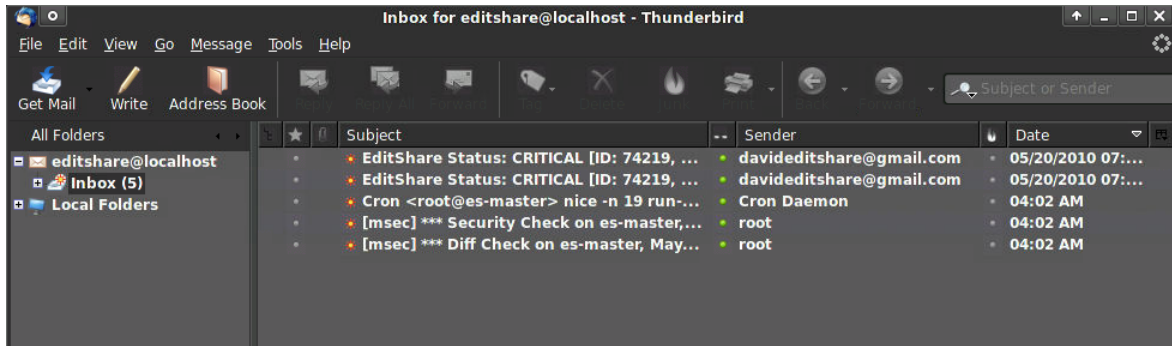 Inbox for editshare@localhost - Thunderbird
File Edit View Go Message Tools Help
Get Mail Write Address Book Reply Reply All Forward Tag Delete Junk Print Back Forward Subject or Sender
All Folders Subject Sender Date
editshare@localhost EditShare Status: CRITICAL [ID: 74219, ... davideditshare@gmail.com 05/20/2010 07:...
Inbox (5) EditShare Status: CRITICAL [ID: 74219, ... davideditshare@gmail.com 05/20/2010 07:...
Local Folders Cron <root@es-master> nice -n 19 run-... Cron Daemon 04:02 AM
[msec] *** Security Check on es-master,... root 04:02 AM
[msec] *** Diff Check on es-master, May... root 04:02 AM